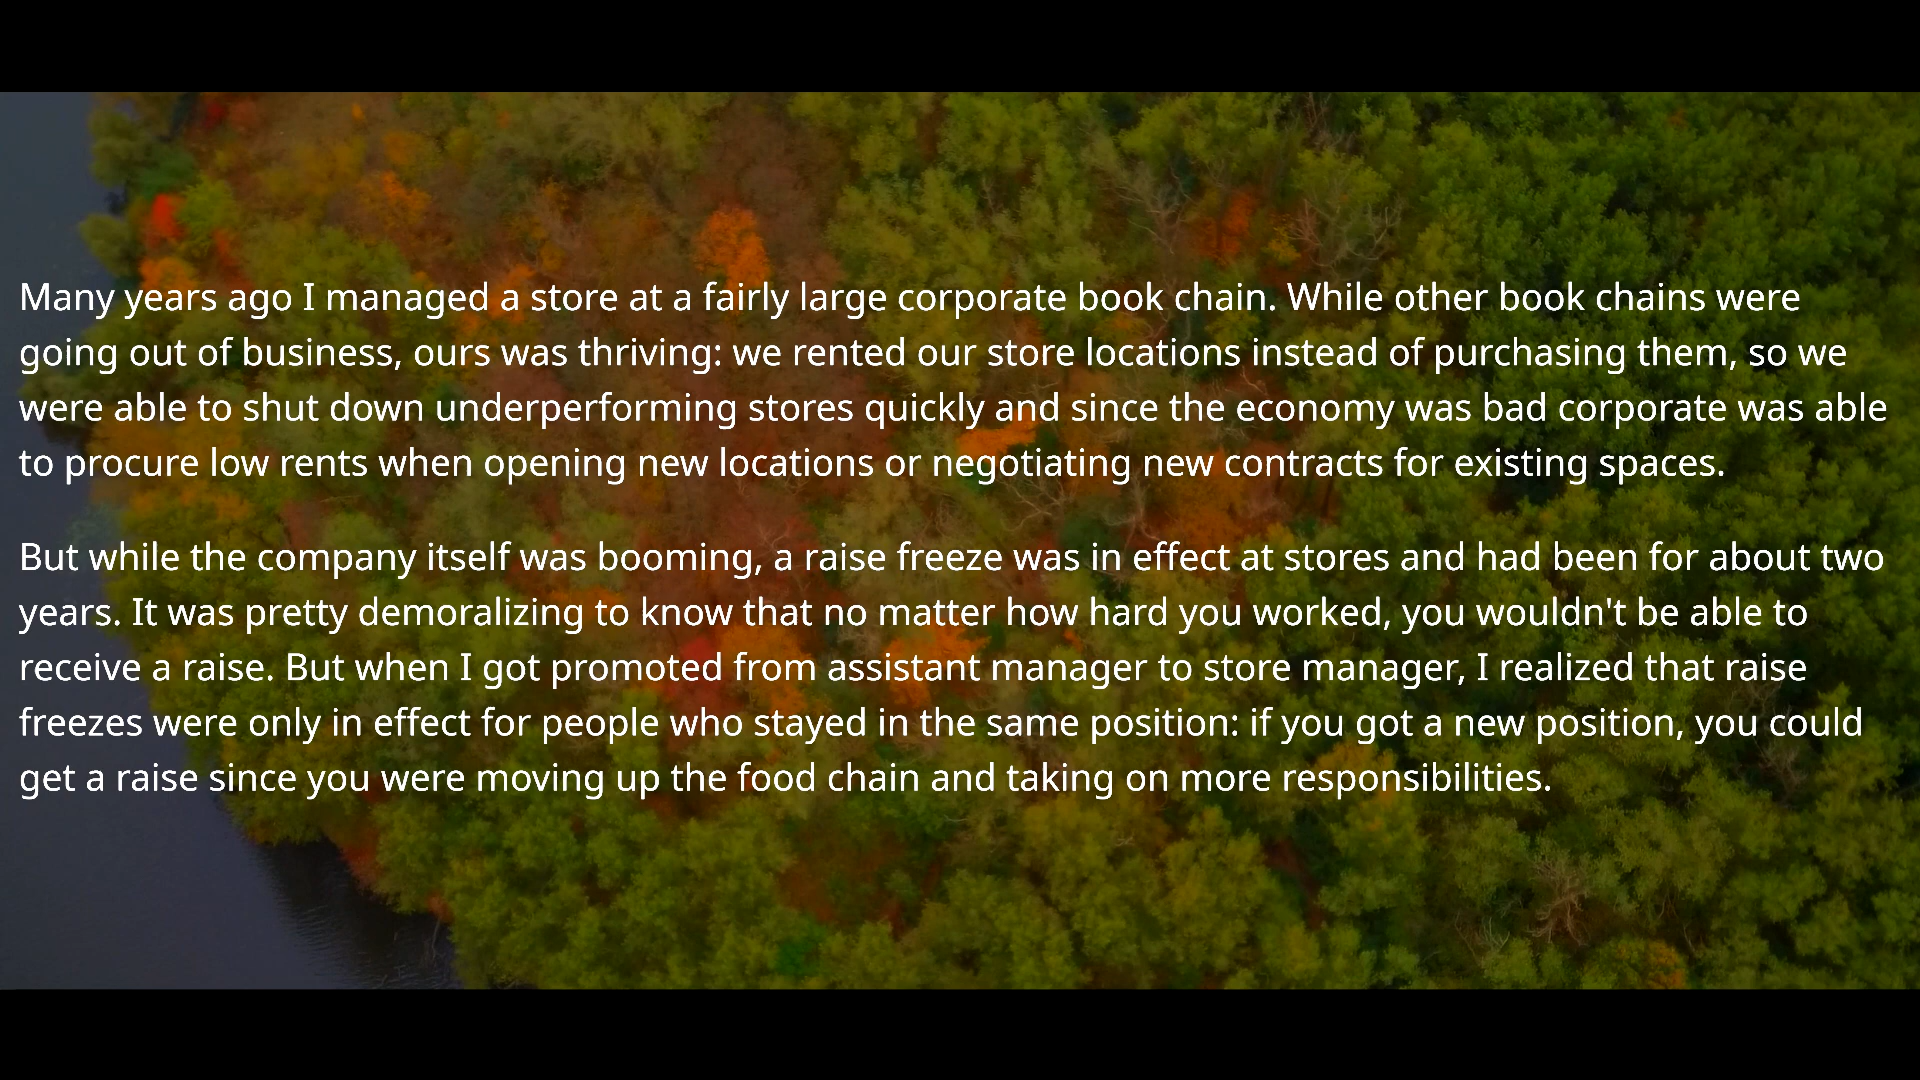 Many years ago I managed a store at a fairly large corporate book chain. While other book chains were
going out of business, ours was thriving: we rented our store locations instead of purchasing them, so we
were able to shut down underperforming stores quickly and since the economy was bad corporate was able
to procure low rents when opening new locations or negotiating new contracts for existing spaces.
But while the company itself was booming, a raise freeze was in effect at stores and had been for about two
years. It was pretty demoralizing to know that no matter how hard you worked, you wouldn't be able to
receive a raise. But when I got promoted from assistant manager to store manager, I realized that raise
freezes were only in effect for people who stayed in the same position: if you got a new position, you could
get a raise since you were moving up the food chain and taking on more responsibilities.